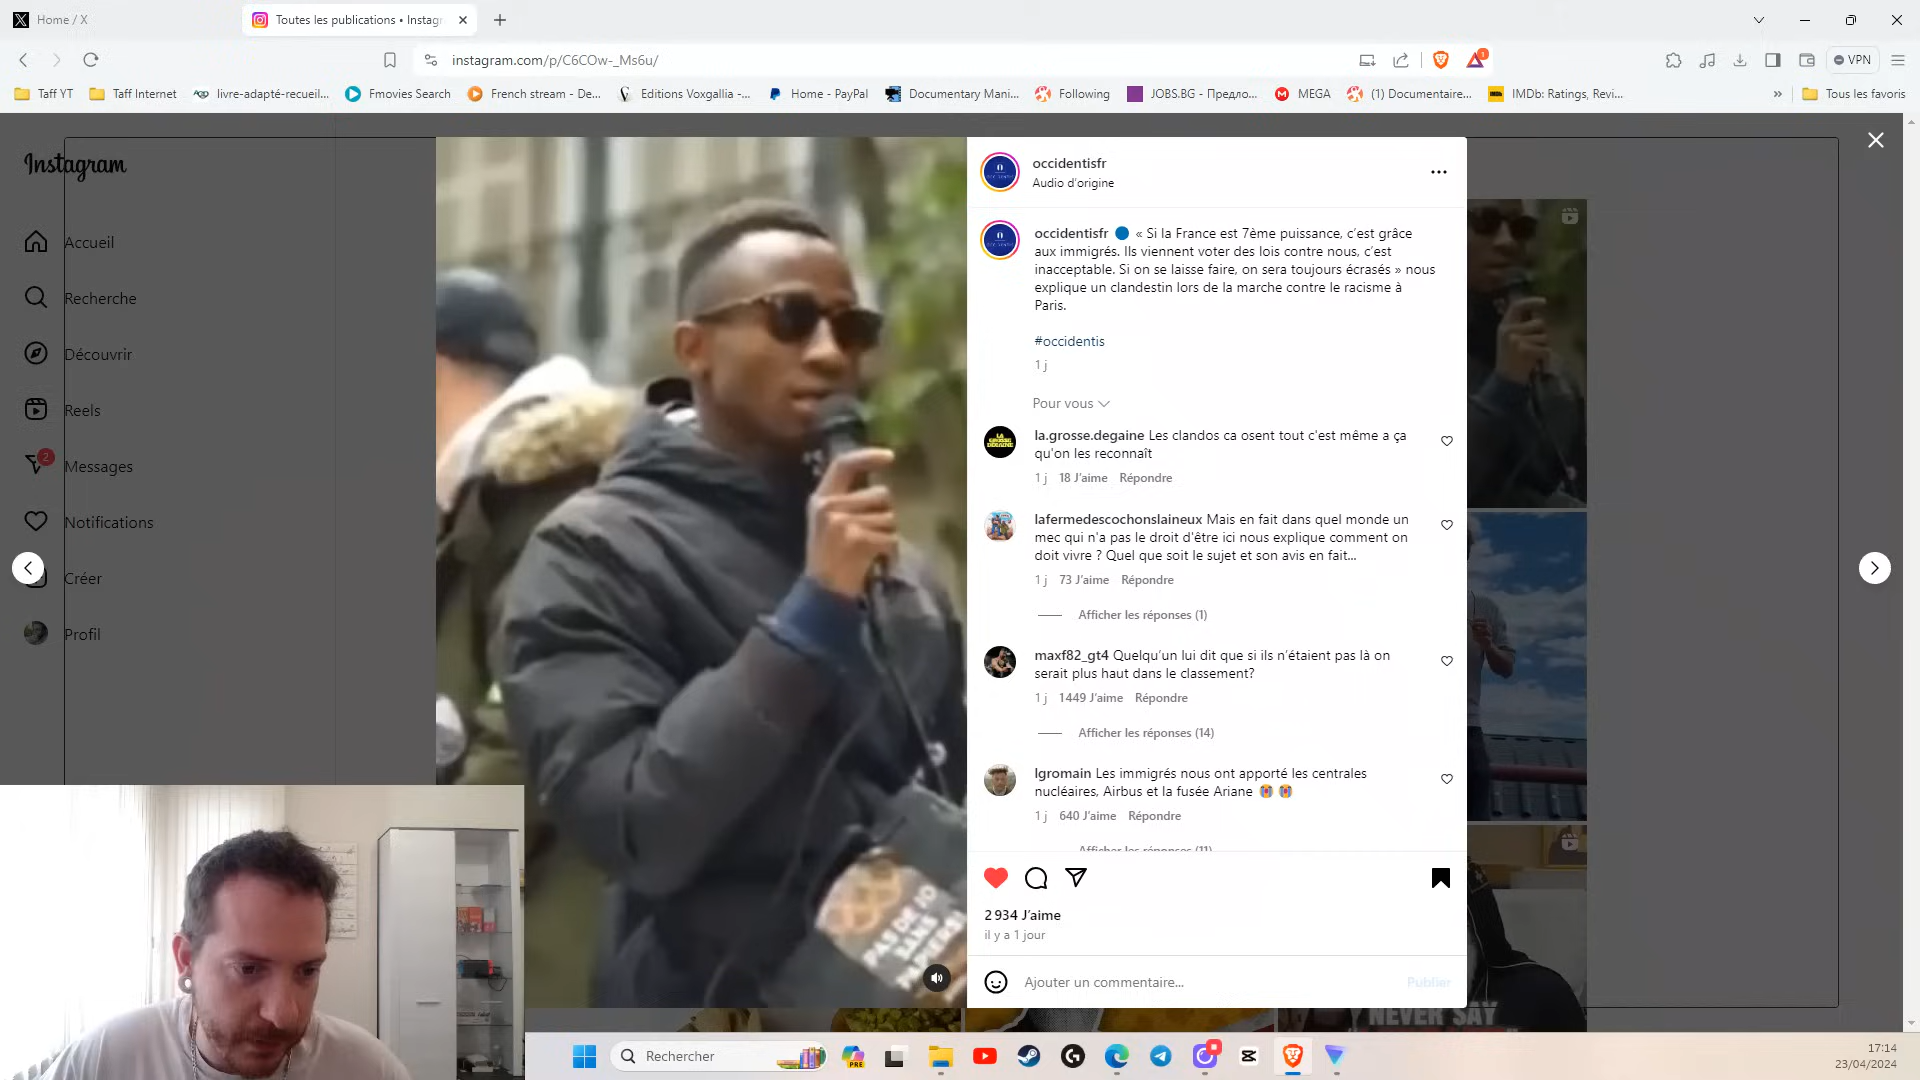 Home / X
Toutes les publications • Instag
instagram.com/p/C6COw-_Ms6u/
1
VPN
Taff YT
Taff Internet
livre-adapté-recueil...
Fmovies Search
French stream - De...
Editions Voxgallia -...
Home - PayPal
Documentary Mani...
Following
JOBS.BG - Предло...
MEGA
(1) Documentaire...
IMDb: Ratings, Revi...
Tous les favoris
Instagram
Accueil
Recherche
Découvrir
Reels
2
Messages
Notifications
Créer
Profil
occidentisfr
Audio d'origine
occidentisfr 🔵 « Si la France est 7ème puissance, c'est grâce
aux immigrés. Ils viennent voter des lois contre nous, c'est
inacceptable. Si on se laisse faire, on sera toujours écrasés » nous
explique un clandestin lors de la marche contre le racisme à
Paris.
#occidentis
1 j
Pour vous
la.grosse.degaine Les clandos ca osent tout c'est même a ça
qu'on les reconnaît
1 j 18 J'aime Répondre
lafermedescochonslaineux Mais en fait dans quel monde un
mec qui n'a pas le droit d'être ici nous explique comment on
doit vivre ? Quel que soit le sujet et son avis en fait...
1 j 73 J'aime Répondre
Afficher les réponses (1)
maxf82_gt4 Quelqu'un lui dit que si ils n'étaient pas là on
serait plus haut dans le classement?
1 j 1449 J'aime Répondre
Afficher les réponses (14)
lgromain Les immigrés nous ont apporté les centrales
nucléaires, Airbus et la fusée Ariane 😭 😭
1 j 640 J'aime Répondre
Afficher les réponses (11)
2 934 J'aime
il y a 1 jour
Ajouter un commentaire...
Publier
PAS DE JO
SANS
PAPIERS!
NEVER SAY
Rechercher
PRE
17:14
23/04/2024